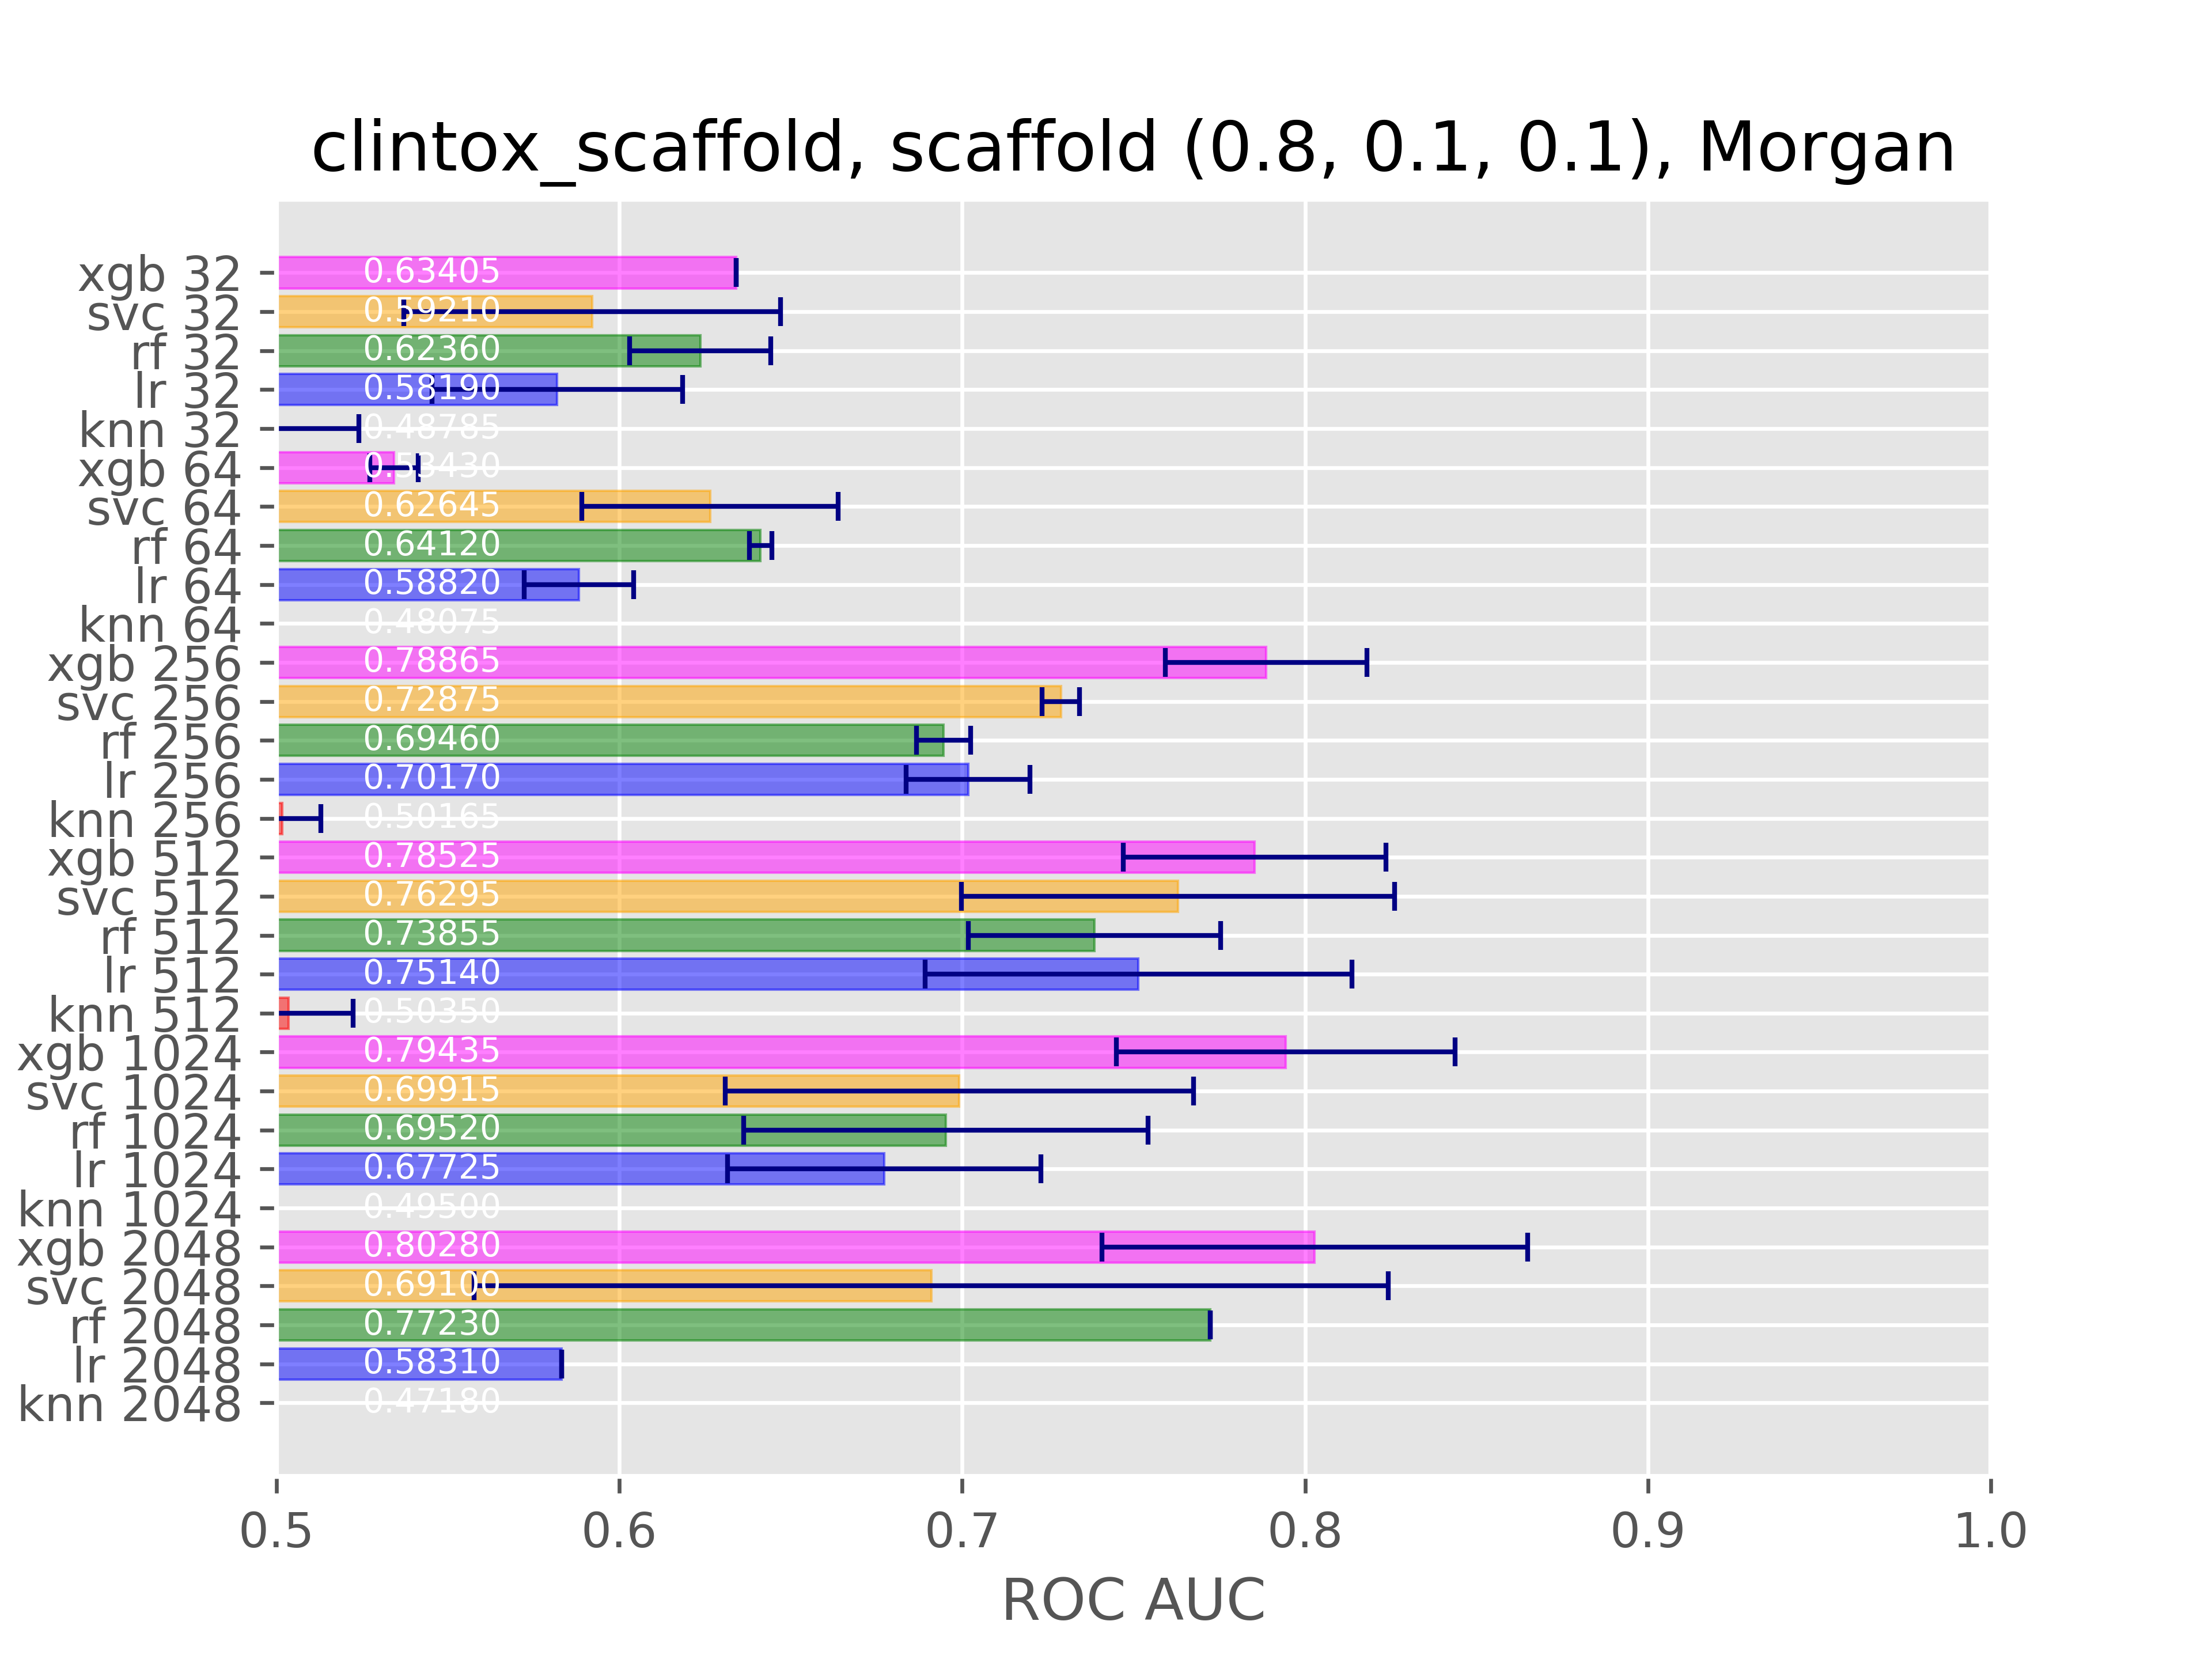 clintox_scaffold, scaffold (0.8, 0.1, 0.1), Morgan
xgb 32 0.63405
svc 32 0.59210
rf 32 0.62360
lr 32 0.58190
knn 32 0.48785
xgb 64 0.53430
svc 64 0.62645
rf 64 0.64120
lr 64 0.58820
knn 64 0.48075
xgb 256 0.78865
svc 256 0.72875
rf 256 0.69460
lr 256 0.70170
knn 256 0.50165
xgb 512 0.78525
svc 512 0.76295
rf 512 0.73855
lr 512 0.75140
knn 512 0.50350
xgb 1024 0.79435
svc 1024 0.69915
rf 1024 0.69520
lr 1024 0.67725
knn 1024 0.49500
xgb 2048 0.80280
svc 2048 0.69100
rf 2048 0.77230
lr 2048 0.58310
knn 2048 0.47180
0.5 0.6 0.7 0.8 0.9 1.0
ROC AUC